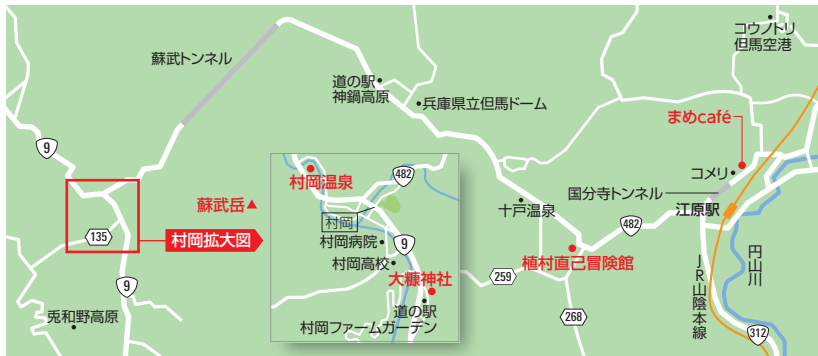 コウノトリ
但馬空港
蘇武トンネル
道の駅
神鍋高原
兵庫県立但馬ドーム
まめcafé
9
村岡温泉
482
コメリ
国分寺トンネル
江原駅
蘇武岳
十戸温泉
482
村岡
135
村岡拡大図
村岡病院
9
村岡高校
植村直己冒険館
円山川
259
大糠神社
JR山陰本線
9
道の駅
村岡ファームガーデン
兎和野高原
268
312